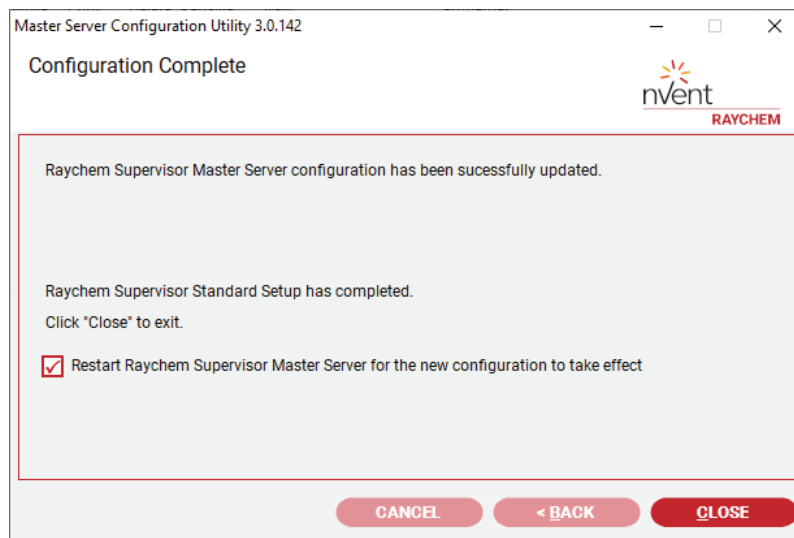 Master Server Configuration Utility 3.0.142
Configuration Complete
nvent
RAYCHEM
Raychem Supervisor Master Server configuration has been sucessfully updated.
Raychem Supervisor Standard Setup has completed.
Click "Close" to exit.
Restart Raychem Supervisor Master Server for the new configuration to take effect
CANCEL
< BACK
CLOSE